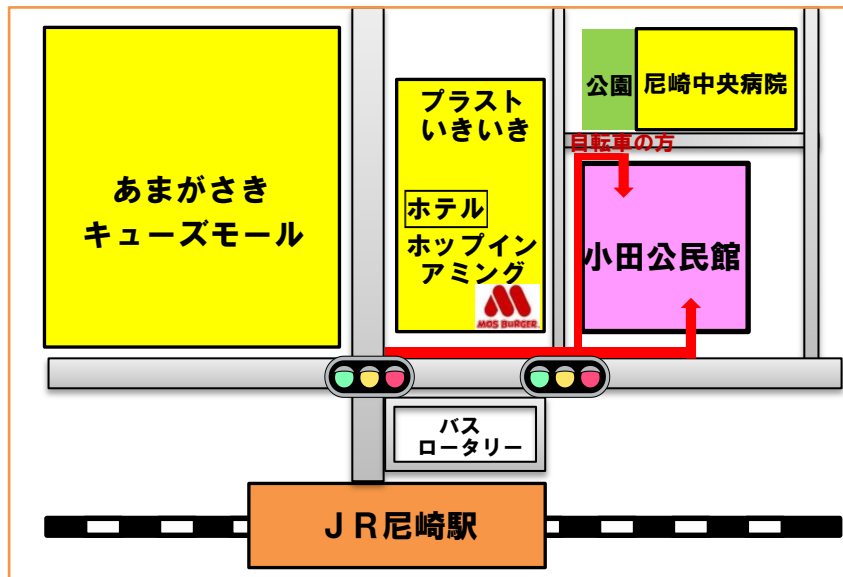 プラスト
いきいき
公園
尼崎中央病院
自転車の方
あまがさき
キューズモール
ホテル
ホップイン
アミング
MOS BURGER
小田公民館
バス
ロータリー
ＪＲ尼崎駅